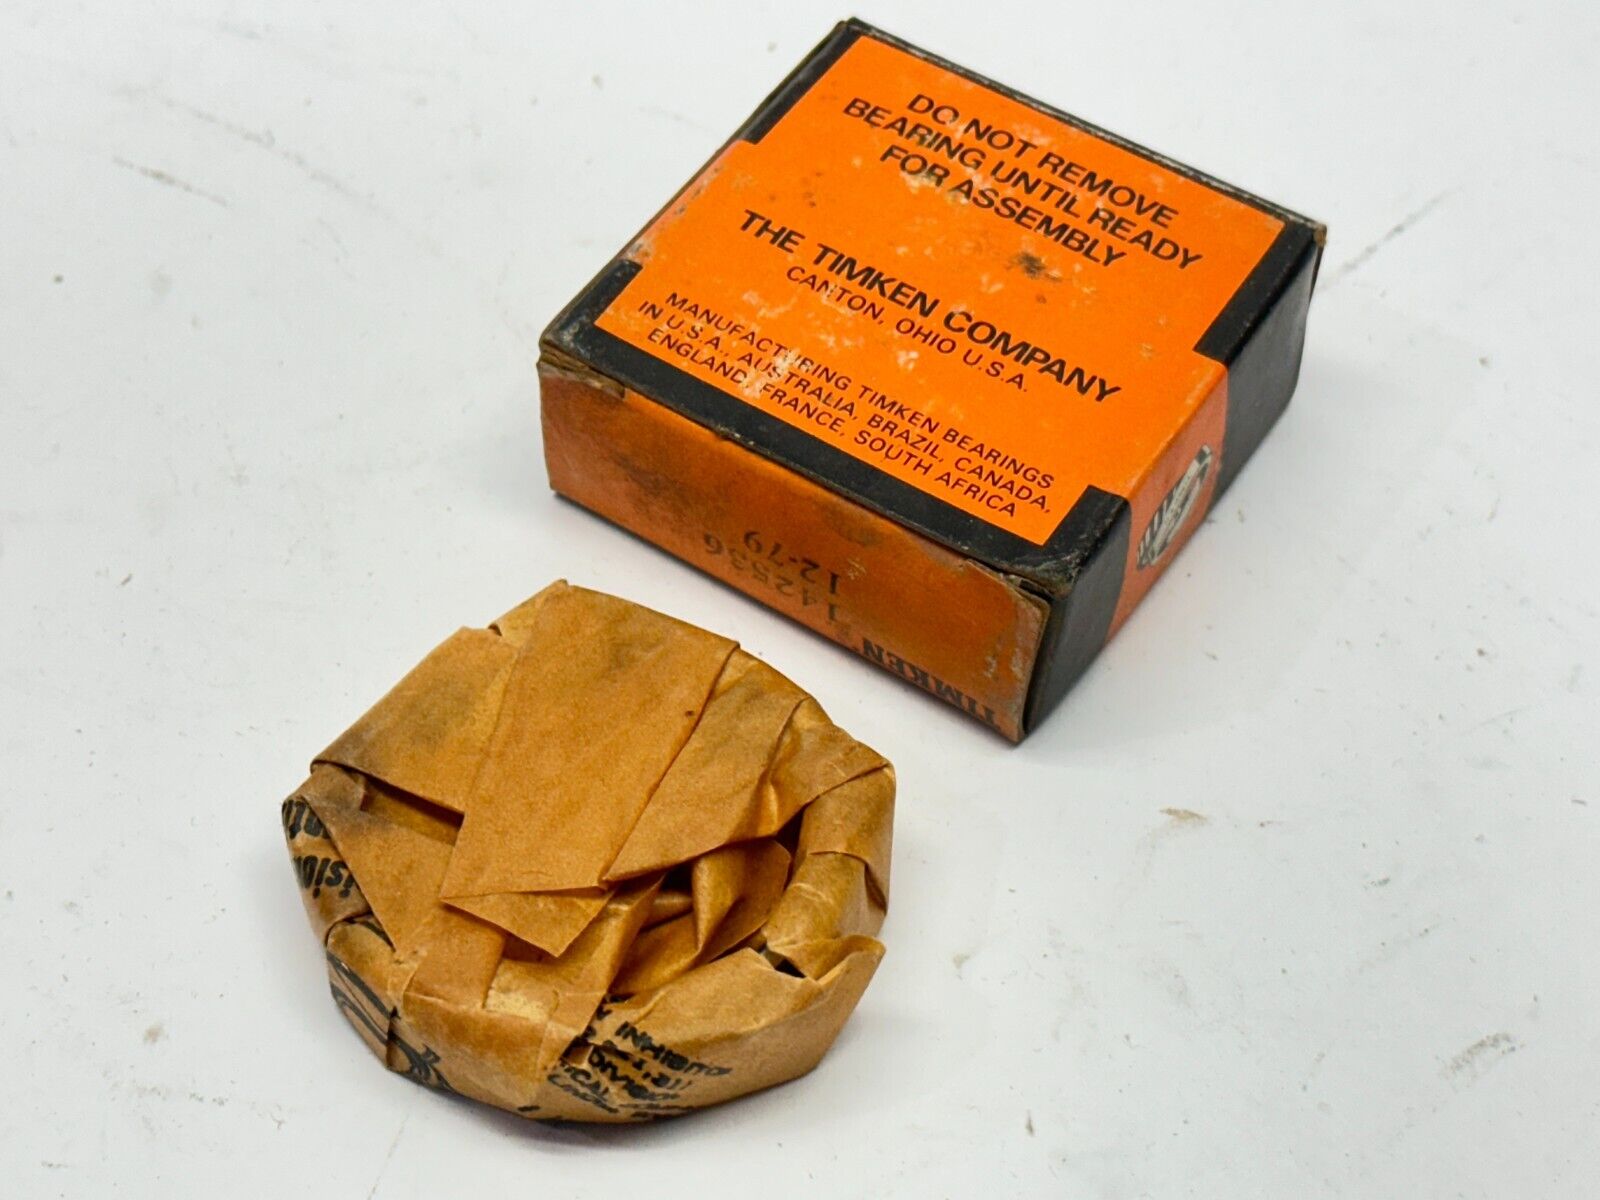 DO NOT REMOVE
BEARING UNTIL READY
FOR ASSEMBLY
THE TIMKEN COMPANY
CANTON, OHIO U.S.A.
MANUFACTURING TIMKEN BEARINGS
IN U.S.A., AUSTRALIA, BRAZIL, CANADA,
ENGLAND, FRANCE, SOUTH AFRICA
TIMKEN
12-79
INHIBITOR